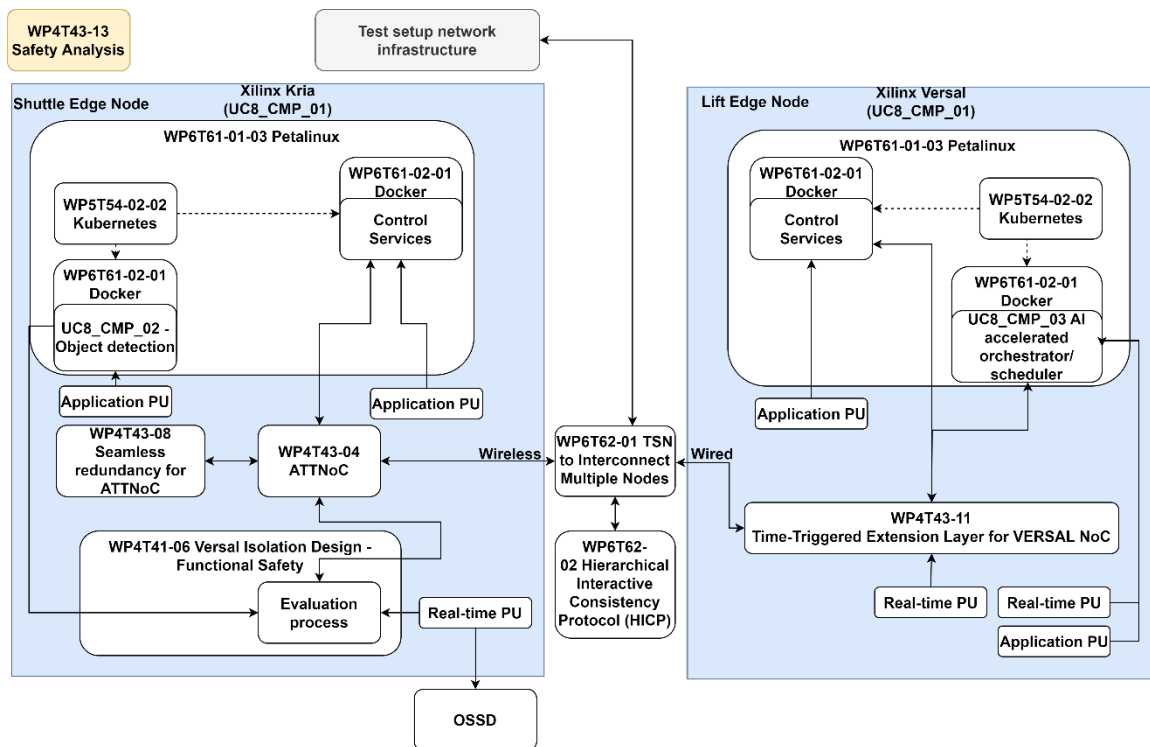 WP4T43-13
Safety Analysis
Test setup network
infrastructure
Shuttle Edge Node
Xilinx Kria
(UC8_CMP_01)
WP6T61-01-03 Petalinux
WP5T54-02-02
Kubernetes
WP6T61-02-01
Docker
Control
Services
WP6T61-02-01
Docker
UC8_CMP_02 -
Object detection
Application PU
Application PU
WP4T43-08
Seamless
redundancy for
ATTNoC
WP4T43-04
ATTNoC
Wireless
WP4T41-06 Versal Isolation Design -
Functional Safety
Evaluation
process
Real-time PU
OSSD
WP6T62-01 TSN
to Interconnect
Multiple Nodes
WP6T62-
02 Hierarchical
Interactive
Consistency
Protocol (HICP)
Wired
Lift Edge Node
Xilinx Versal
(UC8_CMP_01)
WP6T61-01-03 Petalinux
WP6T61-02-01
Docker
Control
Services
WP5T54-02-02
Kubernetes
WP6T61-02-01
Docker
UC8_CMP_03 AI
accelerated
orchestrator/
scheduler
Application PU
WP4T43-11
Time-Triggered Extension Layer for VERSAL NoC
Real-time PU
Real-time PU
Application PU